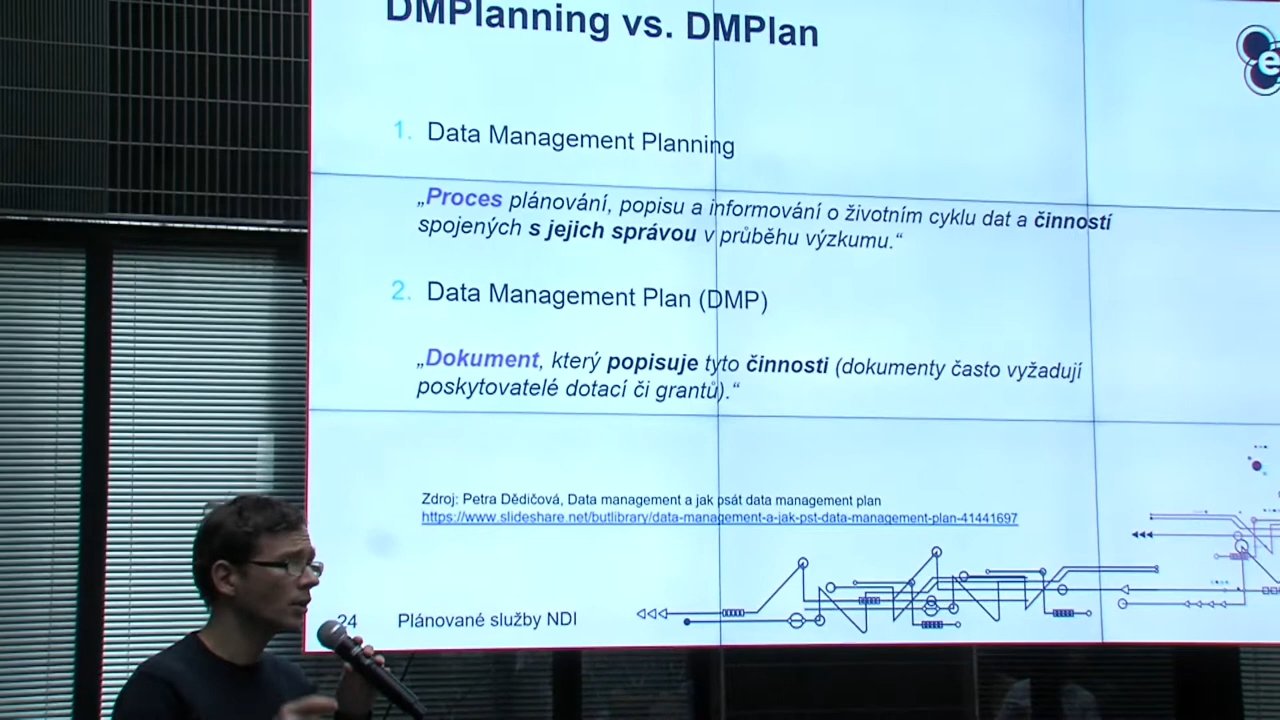 DMPlanning vs. DMPlan
e
1. Data Management Planning
„Proces plánování, popisu a informování o životním cyklu dat a činností
spojených s jejich správou v průběhu výzkumu.“
2. Data Management Plan (DMP)
„Dokument, který popisuje tyto činnosti (dokumenty často vyžadují
poskytovatelé dotací či grantů).“
Zdroj: Petra Dědičová, Data management a jak psát data management plan
https://www.slideshare.net/butlibrary/data-management-a-jak-pst-data-management-plan-41441697
24 Plánované služby NDI